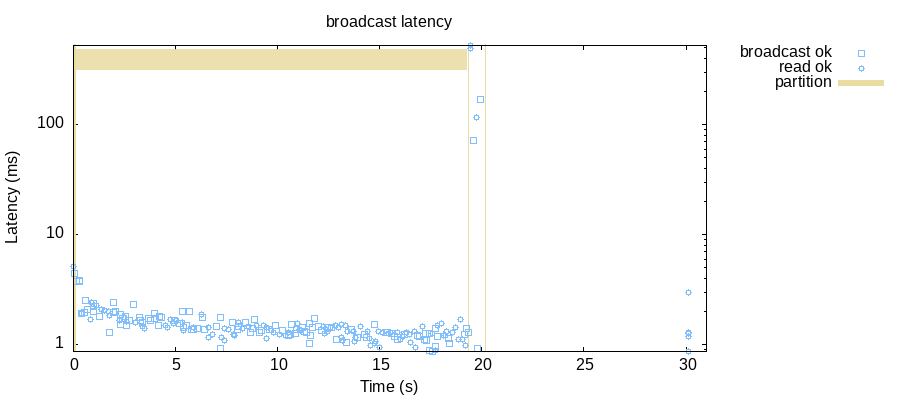 broadcast latency
broadcast ok
read ok
partition
Latency (ms)
100
10
1
0 5 10 15 20 25 30
Time (s)